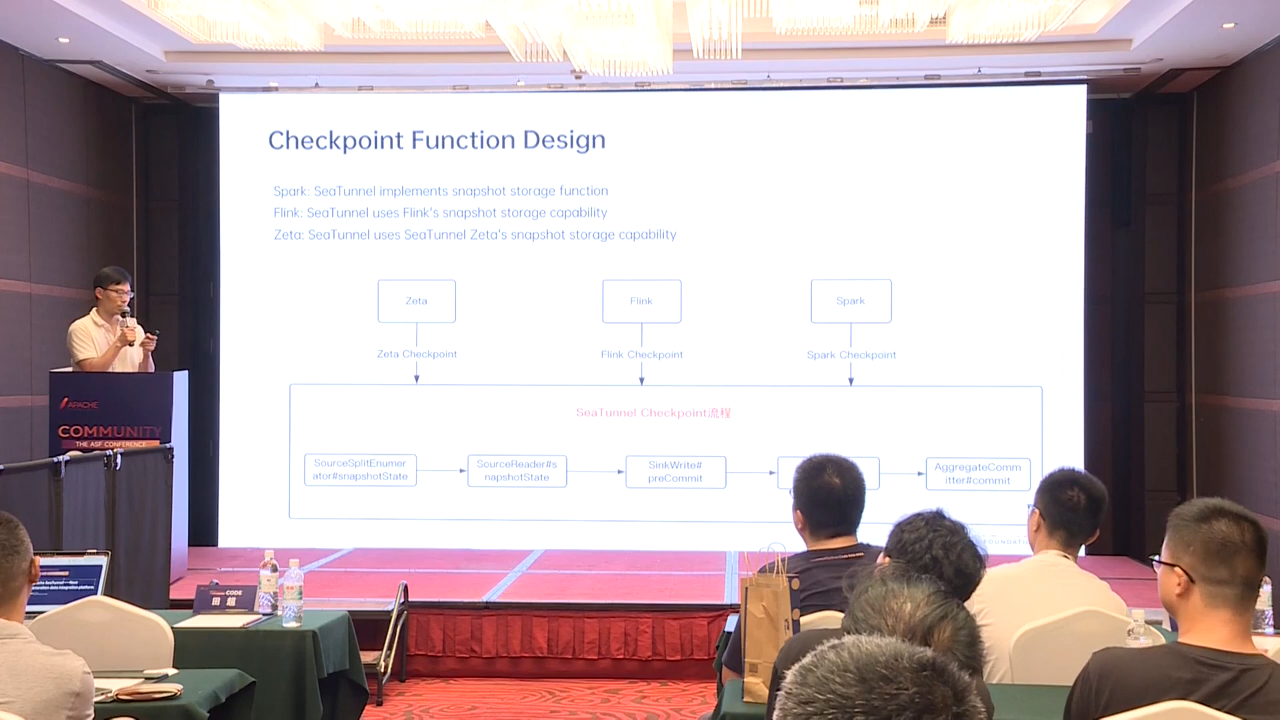 Checkpoint Function Design
Spark: SeaTunnel implements snapshot storage function
Flink: SeaTunnel uses Flink's snapshot storage capability
Zeta: SeaTunnel uses SeaTunnel Zeta's snapshot storage capability
Zeta
Flink
Spark
Zeta Checkpoint
Flink Checkpoint
Spark Checkpoint
SeaTunnel Checkpoint流程
SourceSplitEnumer
ator#snapshotState
SourceReader#s
napshotState
SinkWrite#
preCommit
AggregateComm
itter#commit
APACHE
COMMUNITY
THE ASF CONFERENCE
CODE
田 超